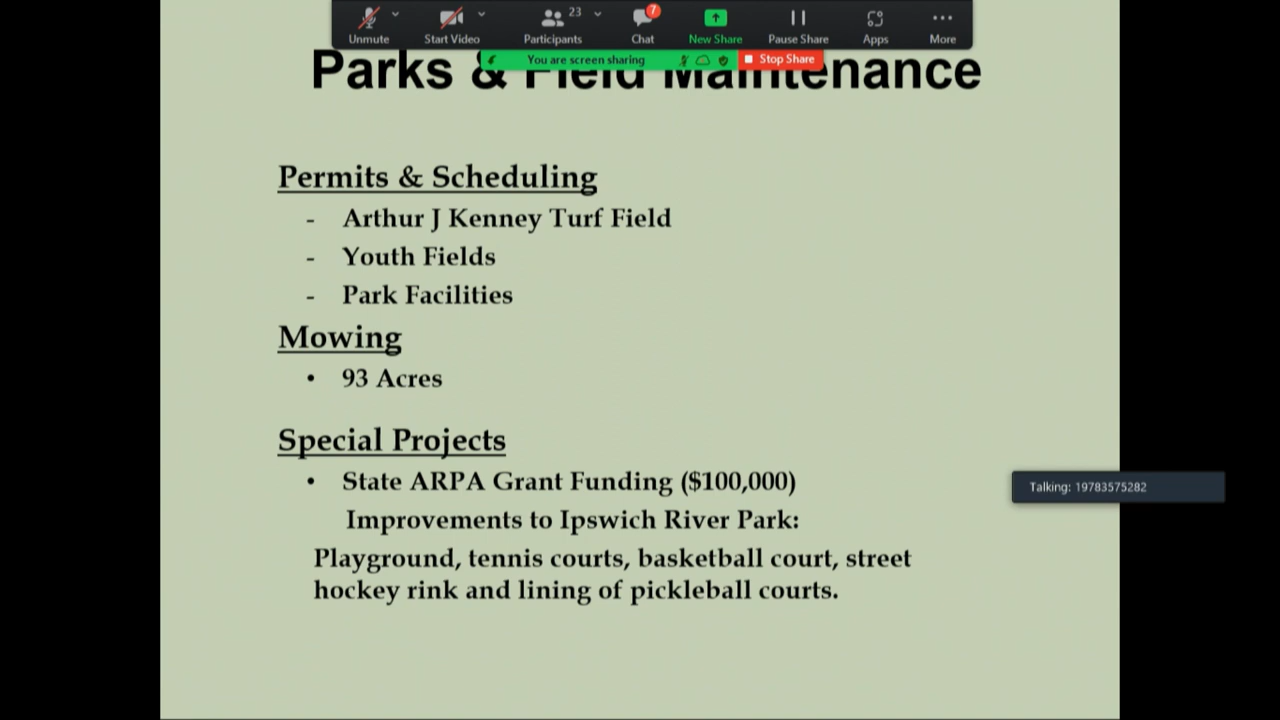 23
7
Unmute
Start Video
Participants
Chat
New Share
Pause Share
Apps
More
You are screen sharing
Stop Share
Parks & Field Maintenance
Permits & Scheduling
- Arthur J Kenney Turf Field
- Youth Fields
- Park Facilities
Mowing
• 93 Acres
Special Projects
• State ARPA Grant Funding ($100,000)
Talking: 19783575282
Improvements to Ipswich River Park:
Playground, tennis courts, basketball court, street
hockey rink and lining of pickleball courts.